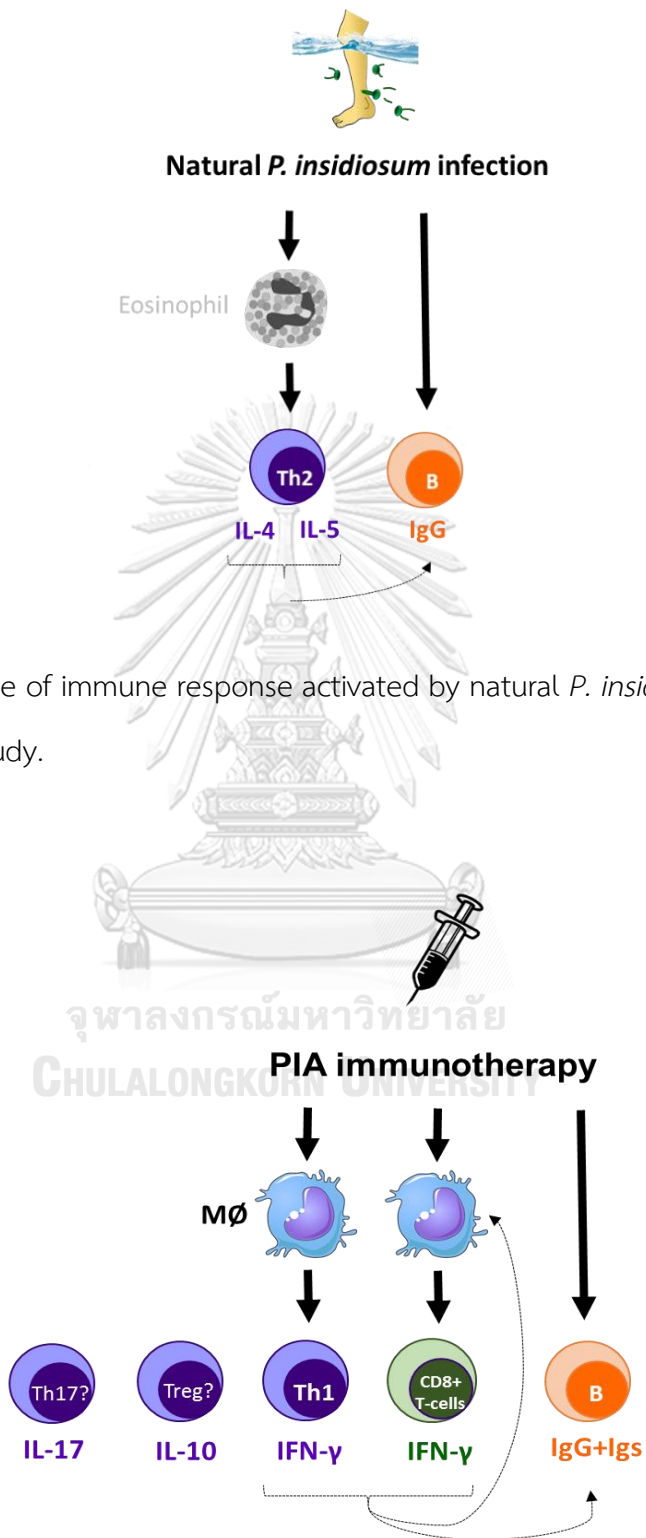 Natural P. insidiosum infection
Eosinophil
Th2
B
IL-4 IL-5
IgG
e of immune response activated by natural P. insid
udy.
จุฬาลงกรณ์มหาวิทยาลัย
CHULALONGKORN UNIVERSITY
PIA immunotherapy
MØ
Th17?
Treg?
Th1
CD8+
T-cells
B
IL-17
IL-10
IFN-γ
IFN-γ
IgG+Igs